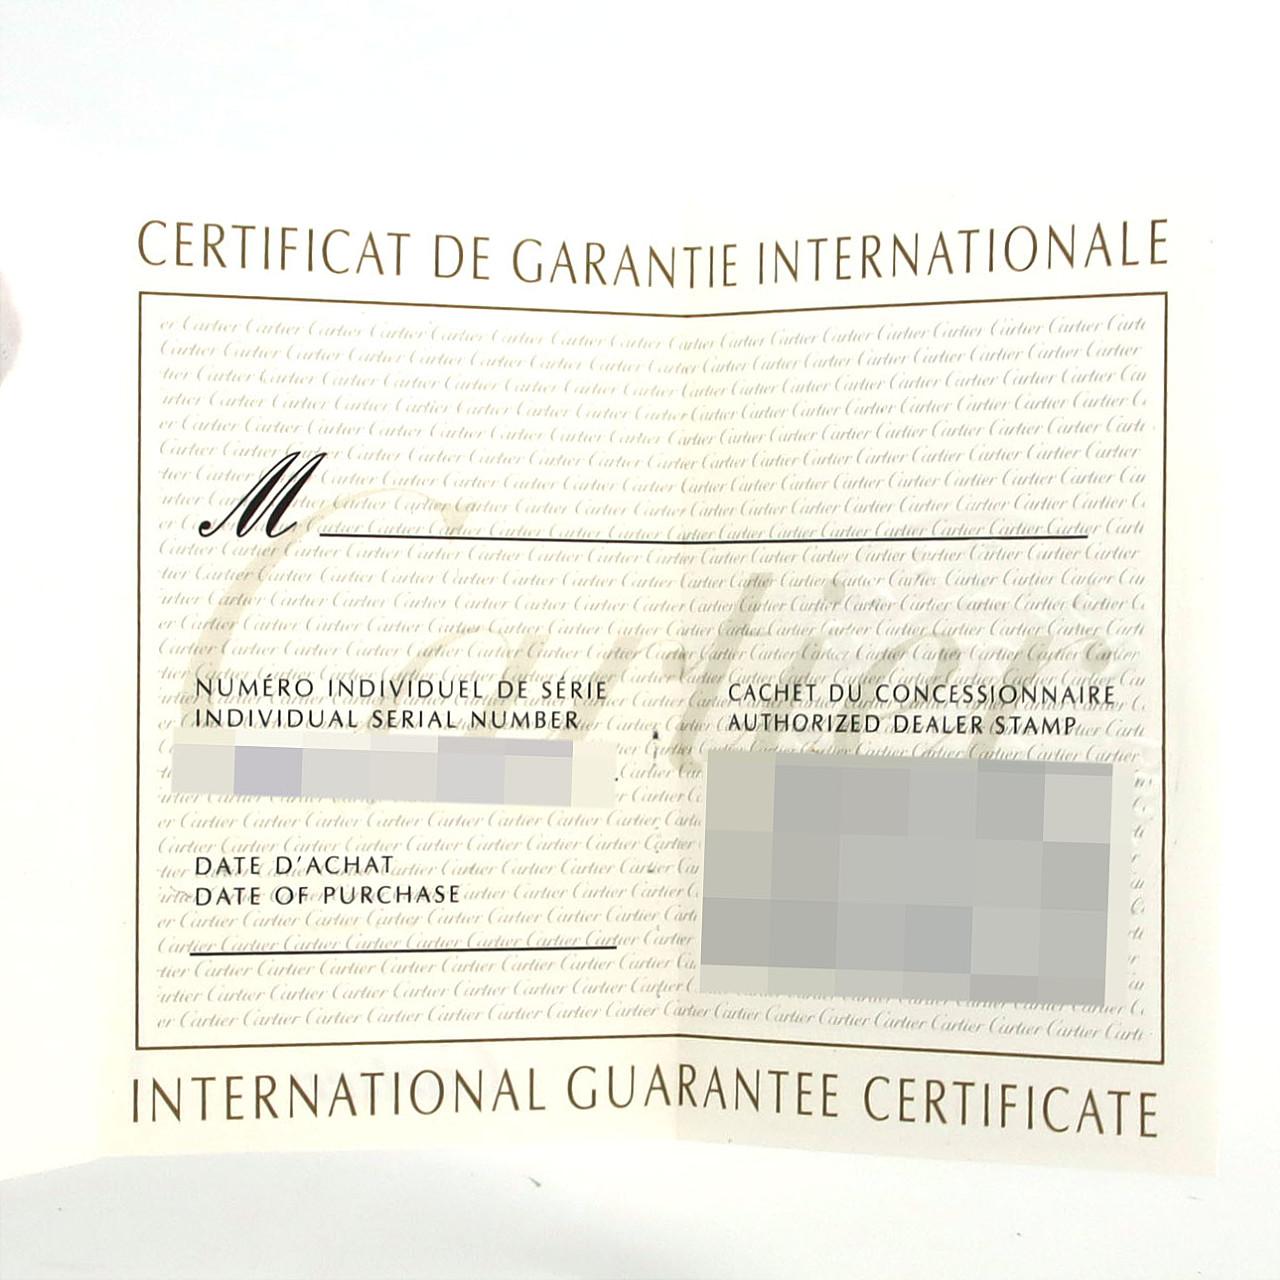 CERTIFICAT DE GARANTIE INTERNATIONALE
M
Cartier
NUMÉRO INDIVIDUEL DE SÉRIE
INDIVIDUAL SERIAL NUMBER
CACHET DU CONCESSIONNAIRE
AUTHORIZED DEALER STAMP
DATE D'ACHAT
DATE OF PURCHASE
INTERNATIONAL GUARANTEE CERTIFICATE